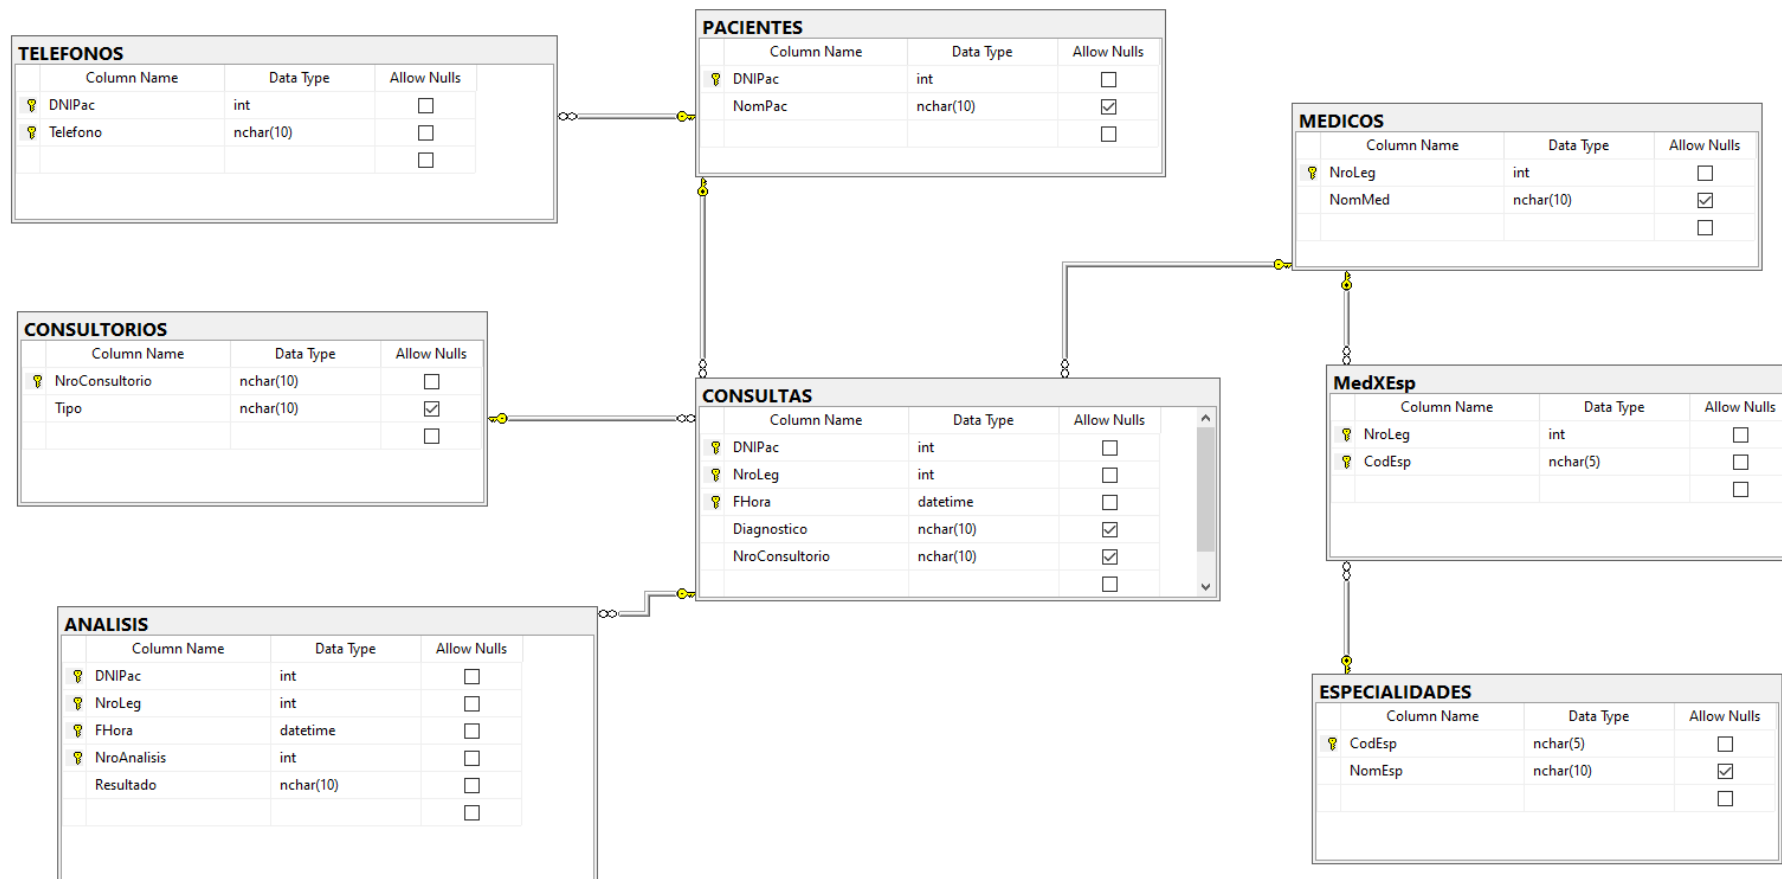 TELEFONOS
Column Name Data Type Allow Nulls
DNIPac int
Telefono nchar(10)
PACIENTES
Column Name Data Type Allow Nulls
DNIPac int
NomPac nchar(10)
MEDICOS
Column Name Data Type Allow Nulls
NroLeg int
NomMed nchar(10)
CONSULTORIOS
Column Name Data Type Allow Nulls
NroConsultorio nchar(10)
Tipo nchar(10)
CONSULTAS
Column Name Data Type Allow Nulls
DNIPac int
NroLeg int
FHora datetime
Diagnostico nchar(10)
NroConsultorio nchar(10)
MedXEsp
Column Name Data Type Allow Nulls
NroLeg int
CodEsp nchar(5)
ANALISIS
Column Name Data Type Allow Nulls
DNIPac int
NroLeg int
FHora datetime
NroAnalisis int
Resultado nchar(10)
ESPECIALIDADES
Column Name Data Type Allow Nulls
CodEsp nchar(5)
NomEsp nchar(10)